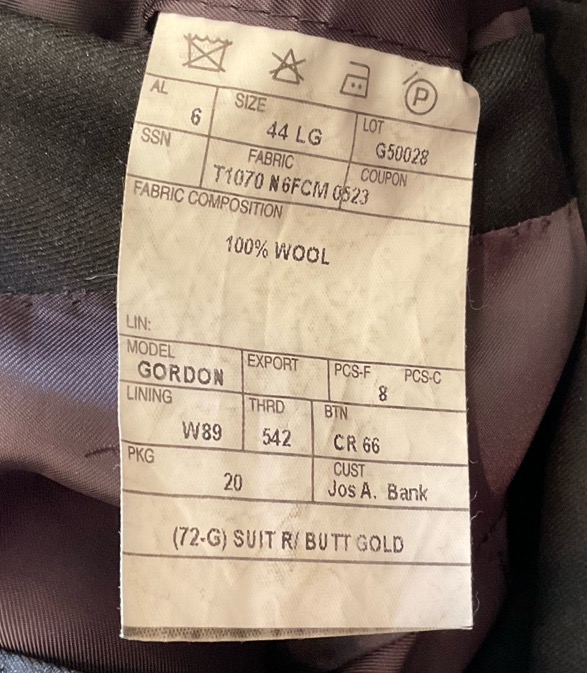 P
AL 6 SIZE 44 LG LOT G50028
SSN FABRIC T1070 N6FCM 0523 COUPON
FABRIC COMPOSITION
100% WOOL
LIN:
MODEL GORDON EXPORT PCS-F 8 PCS-C
LINING W89 THRD 542 BTN CR 66
PKG 20 CUST Jos A. Bank
(72-G) SUIT R/ BUTT GOLD